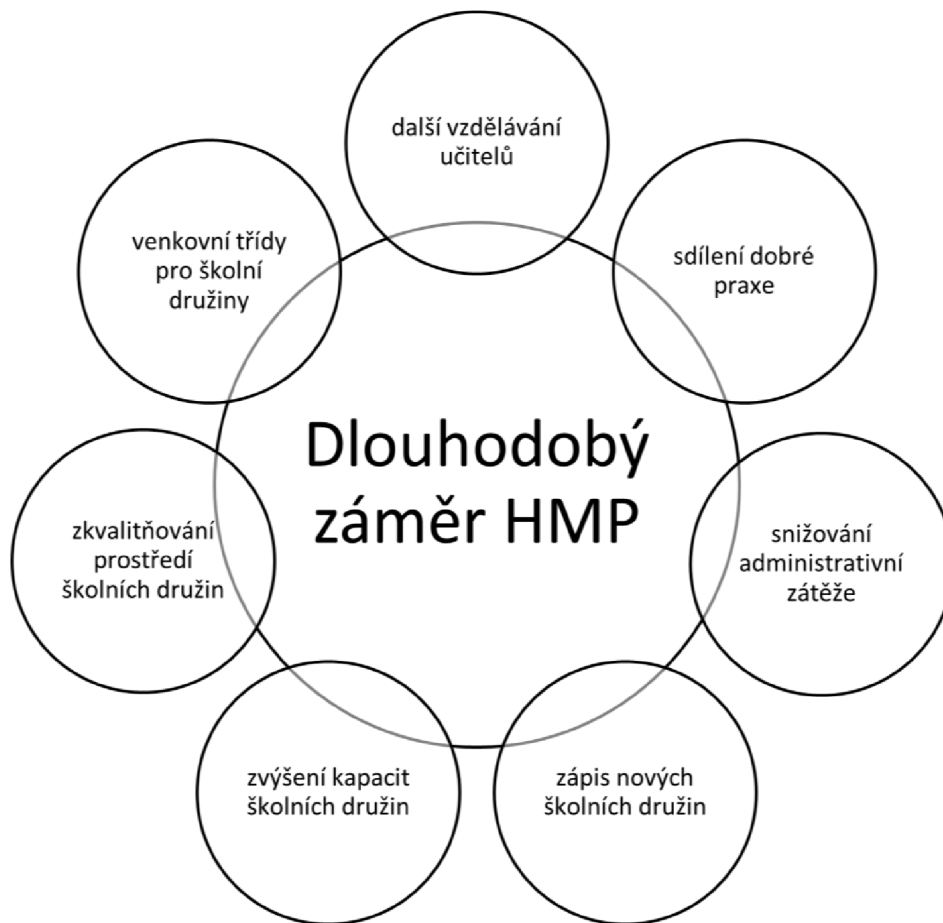 další vzdělávání
učitelů
sdílení dobré
praxe
snižování
administrativní
zátěže
zápis nových
školních družin
zvýšení kapacit
školních družin
zkvalitňování
prostředí
školních družin
venkovní třídy
pro školní
družiny
Dlouhodobý
záměr HMP